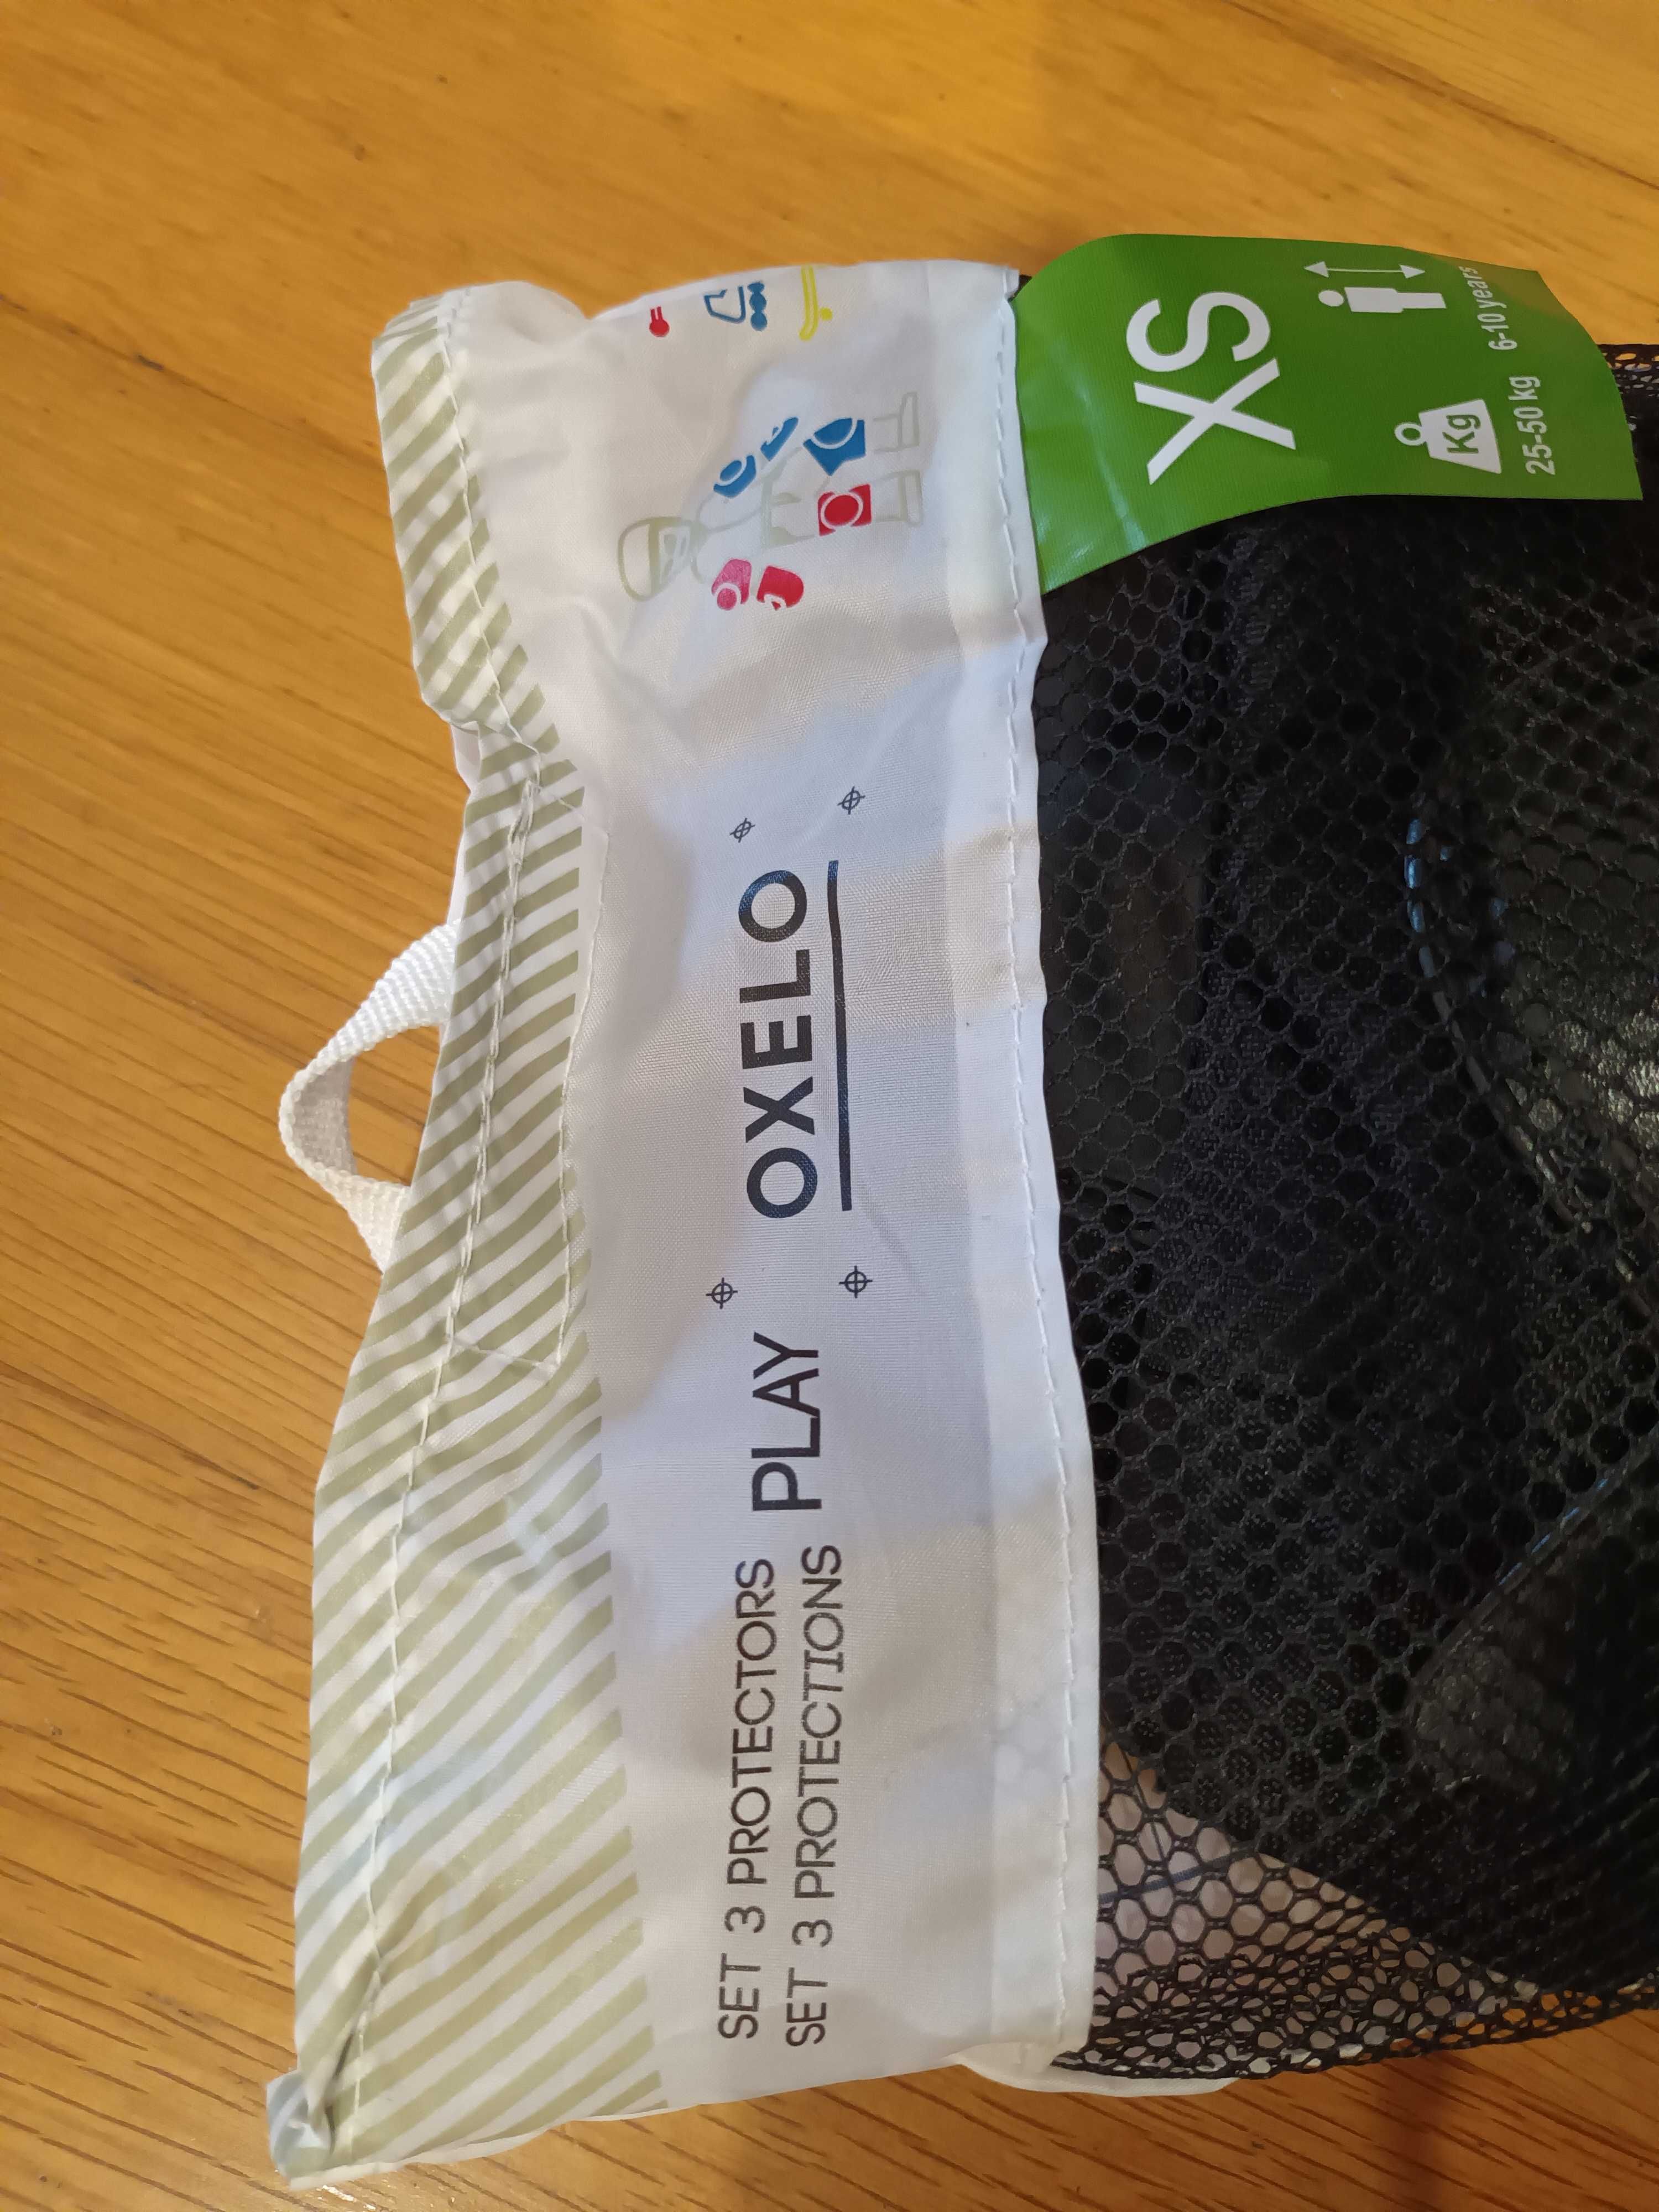 SET 3 PROTECTORS
SET 3 PROTECTIONS
PLAY
OXELO
XS
Kg
25-50 kg
6-10 years